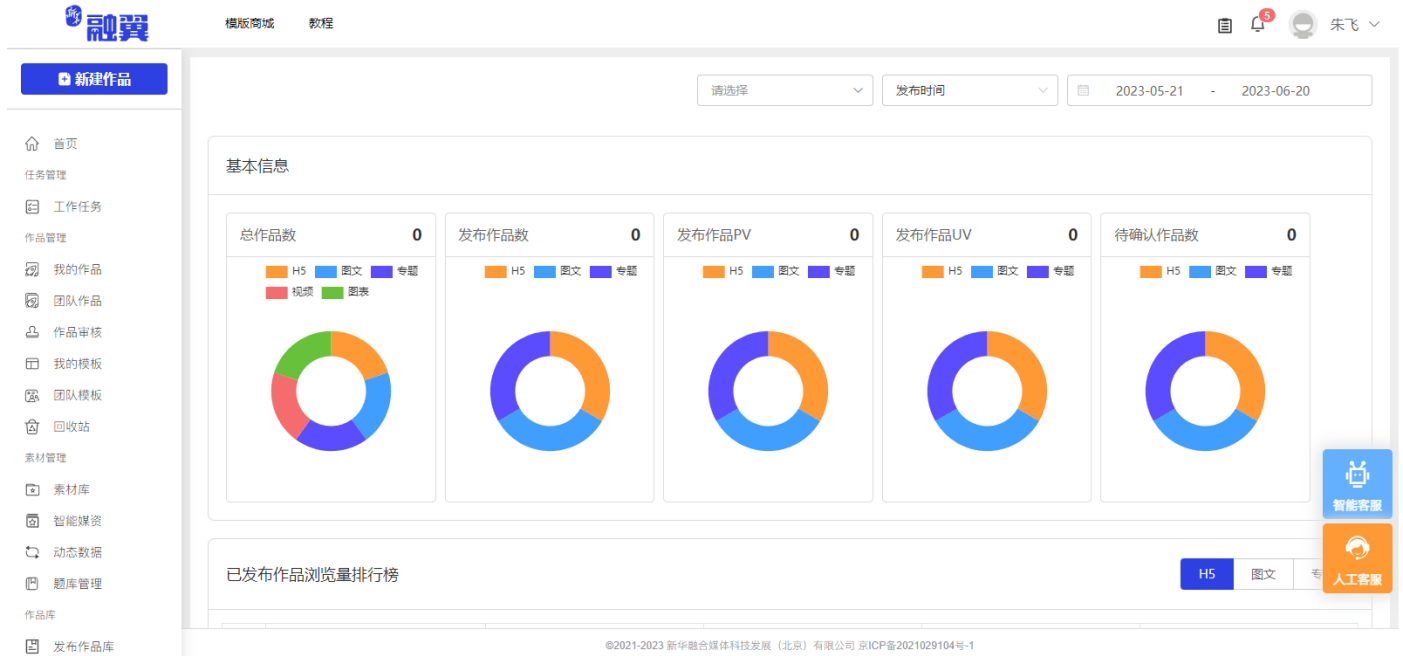 新华 融翼
模版商城 教程
5
朱飞
新建作品
请选择 发布时间 2023-05-21 - 2023-06-20
首页
任务管理
工作任务
作品管理
我的作品
团队作品
作品审核
我的模板
团队模板
回收站
素材管理
素材库
智能媒资
动态数据
题库管理
作品库
发布作品库
基本信息
总作品数 0
H5 图文 专题
视频 图表
发布作品数 0
H5 图文 专题
发布作品PV 0
H5 图文 专题
发布作品UV 0
H5 图文 专题
待确认作品数 0
H5 图文 专题
智能客服
人工客服
已发布作品浏览量排行榜
H5 图文 专
©2021-2023 新华融合媒体科技发展（北京）有限公司 京ICP备2021029104号-1